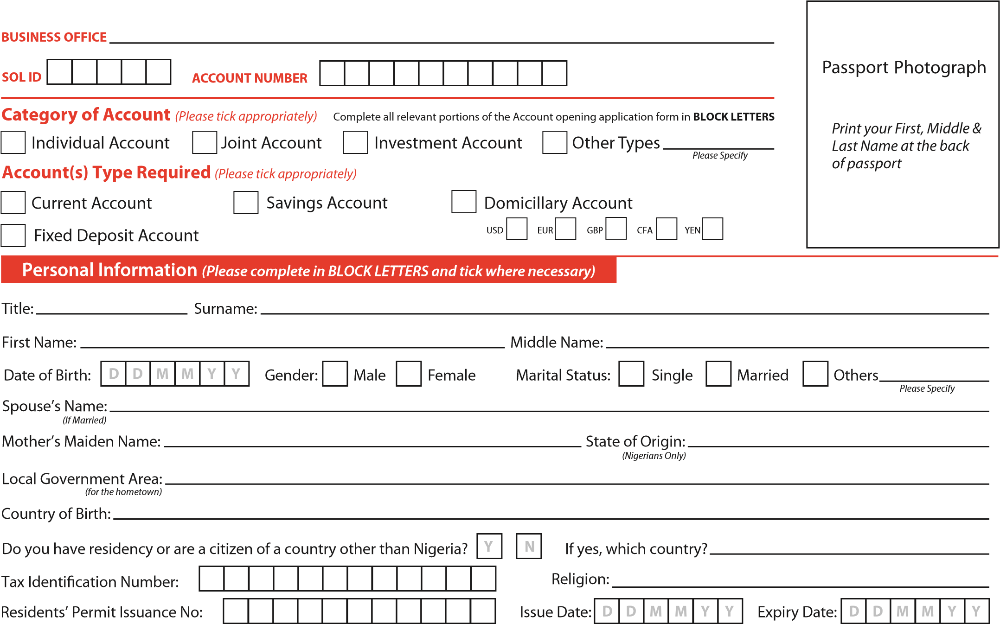 BUSINESS OFFICE
SOL ID ACCOUNT NUMBER
Passport Photograph
Print your First, Middle &
Last Name at the back
of passport
Category of Account (Please tick appropriately) Complete all relevant portions of the Account opening application form in BLOCK LETTERS
Individual Account Joint Account Investment Account Other Types
Please Specify
Account(s) Type Required (Please tick appropriately)
Current Account Savings Account Domicillary Account
USD EUR GBP CFA YEN
Fixed Deposit Account
Personal Information (Please complete in BLOCK LETTERS and tick where necessary)
Title: Surname:
First Name: Middle Name:
Date of Birth: D D M M Y Y Gender: Male Female Marital Status: Single Married Others
Please Specify
Spouse’s Name:
(If Married)
Mother’s Maiden Name: State of Origin:
(Nigerians Only)
Local Government Area:
(for the hometown)
Country of Birth:
Do you have residency or are a citizen of a country other than Nigeria? Y N If yes, which country?
Tax Identification Number: Religion:
Residents’ Permit Issuance No: Issue Date: D D M M Y Y Expiry Date: D D M M Y Y